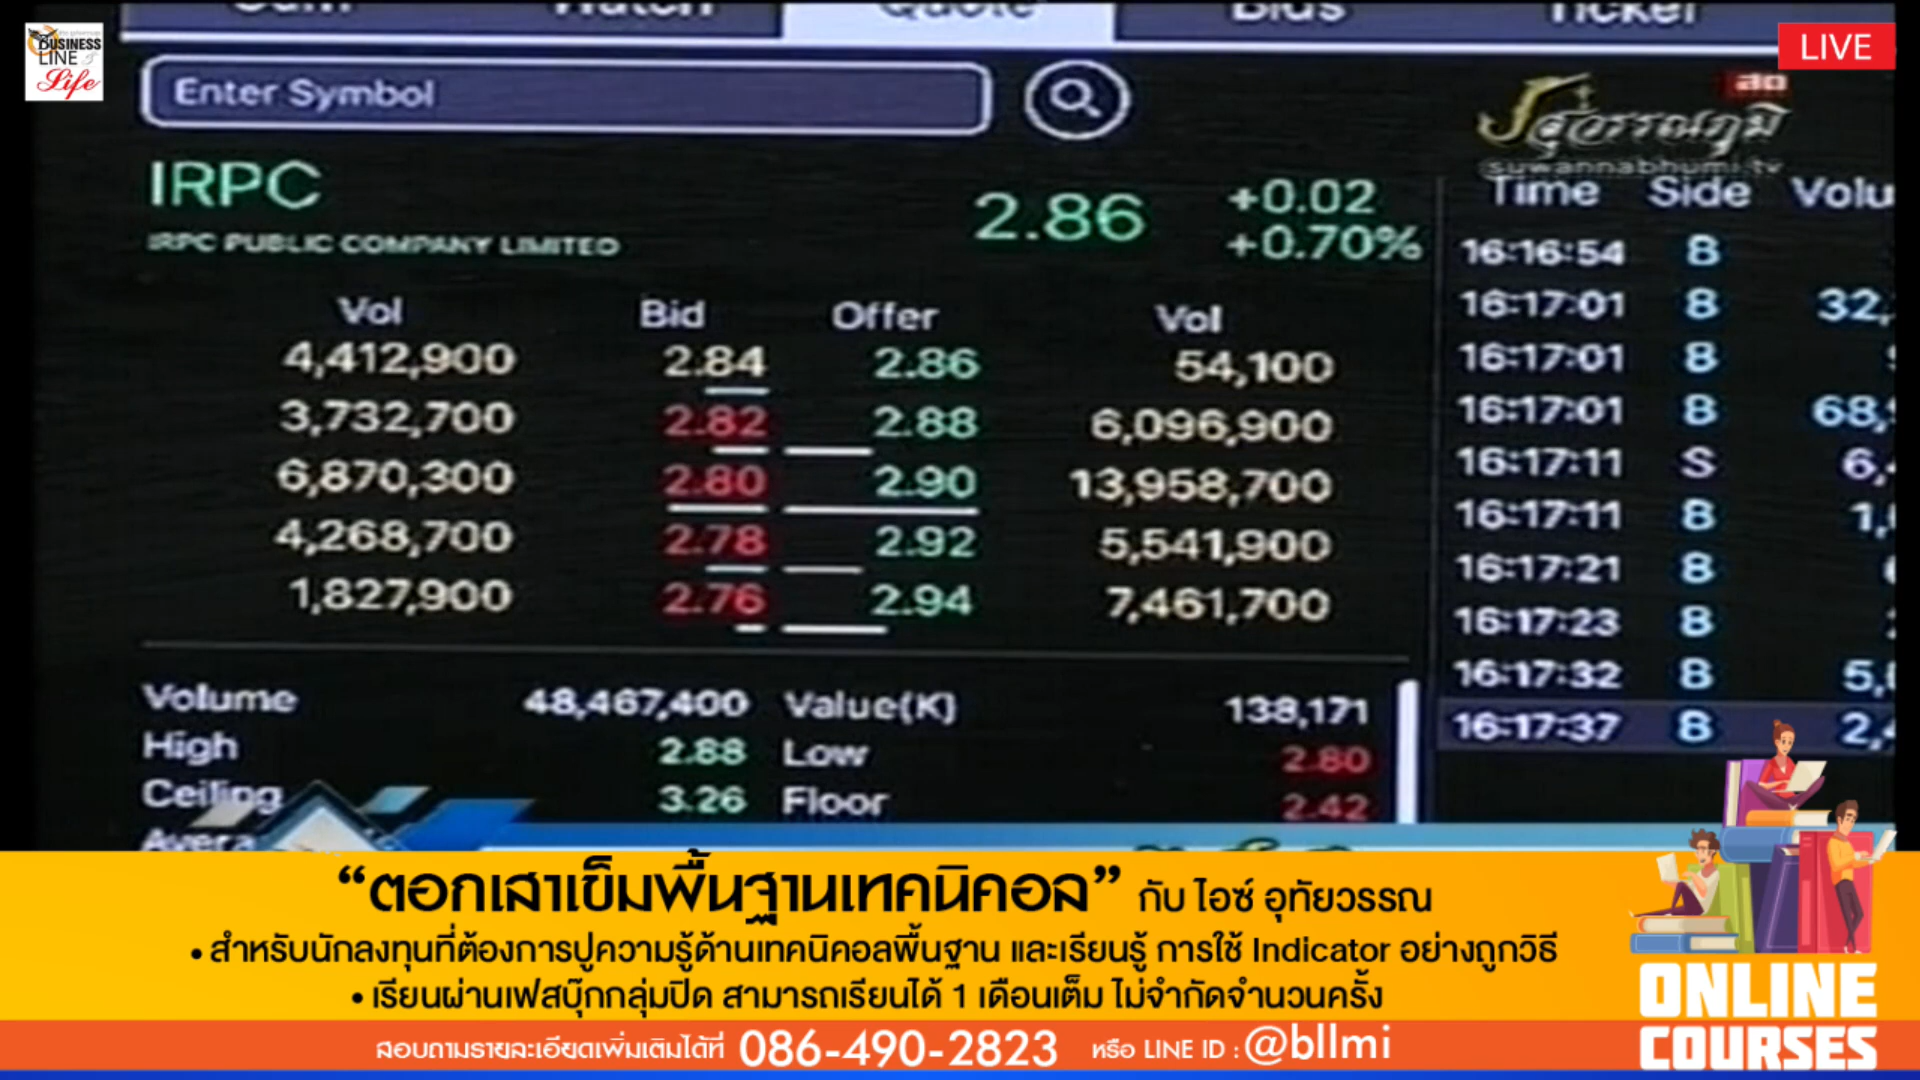 Quote
Bids
Ticker
BUSINESS
LINE &
Life
LIVE
Enter Symbol
สด
สุวรรณภูมิ
suwannabhumi.tv
IRPC
2.86
+0.02
+0.70%
IRPC PUBLIC COMPANY LIMITED
Time Side Volu
Vol Bid Offer Vol
4,412,900 2.84 2.86 54,100
3,732,700 2.82 2.88 6,096,900
6,870,300 2.80 2.90 13,958,700
4,268,700 2.78 2.92 5,541,900
1,827,900 2.76 2.94 7,461,700
16:16:54 B
16:17:01 B 32,
16:17:01 B
16:17:01 B 68,
16:17:11 S 6,
16:17:11 B 1,
16:17:21 B
16:17:23 B
16:17:32 B 5,
16:17:37 B 2,
Volume 48,467,400 Value(K) 138,171
High 2.88 Low 2.80
Ceiling 3.26 Floor 2.42
“ตอกเสาเข็มพื้นฐานเทคนิคอล” กับ ไอซ์ อุทัยวรรณ
• สำหรับนักลงทุนที่ต้องการปูความรู้ด้านเทคนิคอลพื้นฐาน และเรียนรู้ การใช้ Indicator อย่างถูกวิธี
• เรียนผ่านเฟสบุ๊กกลุ่มปิด สามารถเรียนได้ 1 เดือนเต็ม ไม่จำกัดจำนวนครั้ง
สอบถามรายละเอียดเพิ่มเติมได้ที่ 086-490-2823 หรือ LINE ID : @bllmi
ONLINE
COURSES